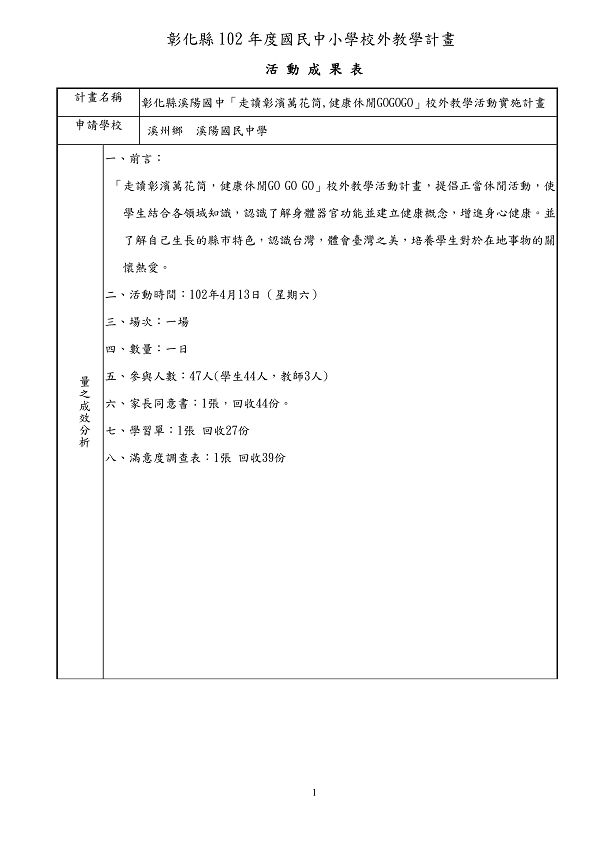 彰化縣 102 年度國民中小學校外教學計畫
活 動 成 果 表
計畫名稱
彰化縣溪陽國中「走讀彰濱萬花筒,健康休閒GOGOGO」校外教學活動實施計畫
申請學校
溪州鄉 溪陽國民中學
量之成效分析
一、前言：
「走讀彰濱萬花筒，健康休閒GO GO GO」校外教學活動計畫，提倡正當休閒活動，使
學生結合各領域知識，認識了解身體器官功能並建立健康概念，增進身心健康。並
了解自己生長的縣市特色，認識台灣，體會臺灣之美，培養學生對於在地事物的關
懷熱愛。
二、活動時間：102年4月13日（星期六）
三、場次：一場
四、數量：一日
五、參與人數：47人(學生44人，教師3人)
六、家長同意書：1張，回收44份。
七、學習單：1張 回收27份
八、滿意度調查表：1張 回收39份
1